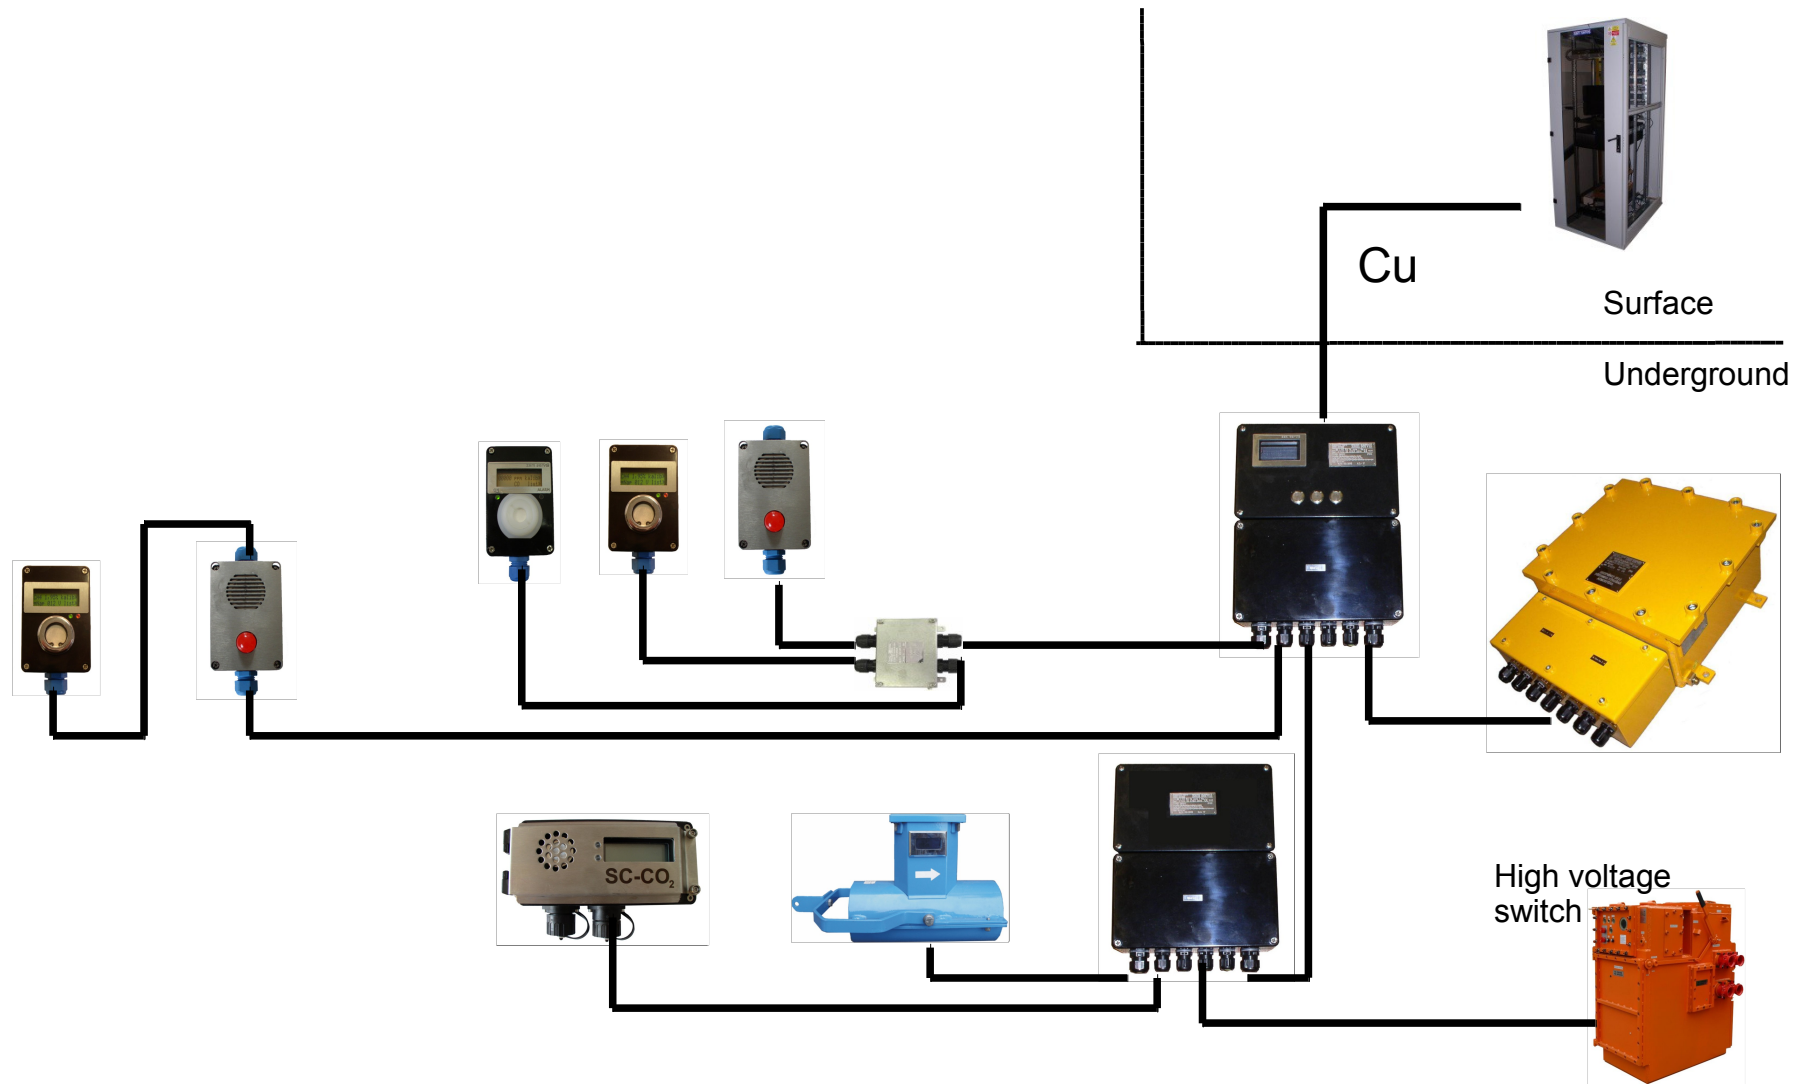 Cu
Surface
Underground
SC-CO₂
High voltage
switch